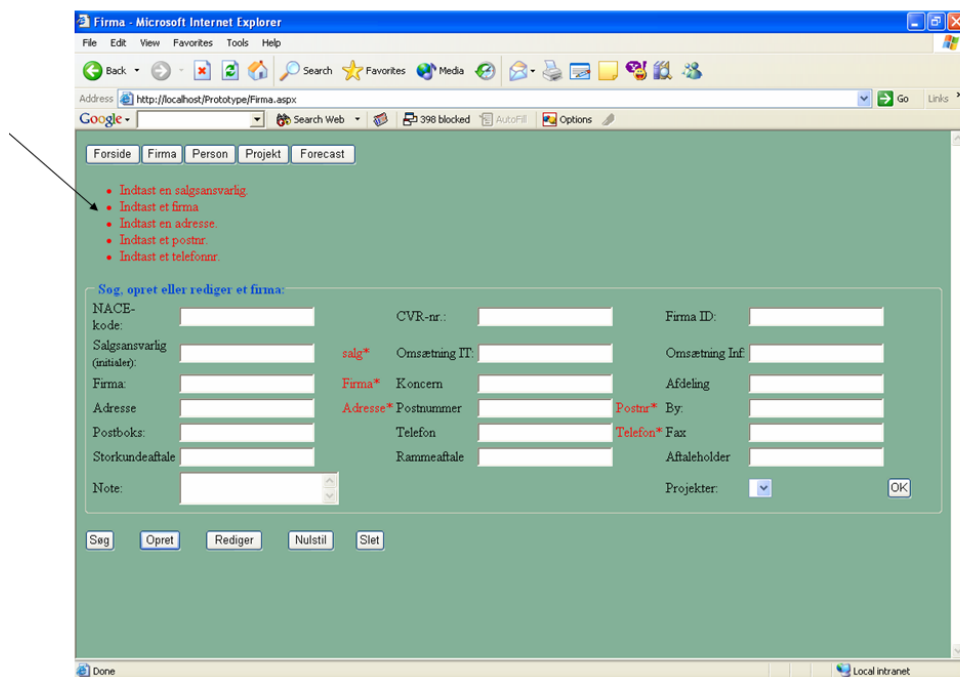 Firma - Microsoft Internet Explorer
File Edit View Favorites Tools Help
Back Search Favorites Media
Address http://localhost/Prototype/Firma.aspx Go Links
Google Search Web 398 blocked AutoFill Options
Forside Firma Person Projekt Forecast
Indtast en salgsansvarlig.
Indtast et firma
Indtast en adresse.
Indtast et postnr.
Indtast et telefonnr.
Søg, opret eller rediger et firma:
NACE-
kode: CVR-nr.: Firma ID:
Salgsansvarlig
(initialer): salg* Omsætning IT: Omsætning Inf:
Firma: Firma* Koncern Afdeling
Adresse Adresse* Postnummer Postnr* By:
Postboks: Telefon Telefon* Fax
Storkundeaftale Rammeaftale Aftaleholder
Note: Projekter: OK
Søg Opret Rediger Nulstil Slet
Done Local intranet